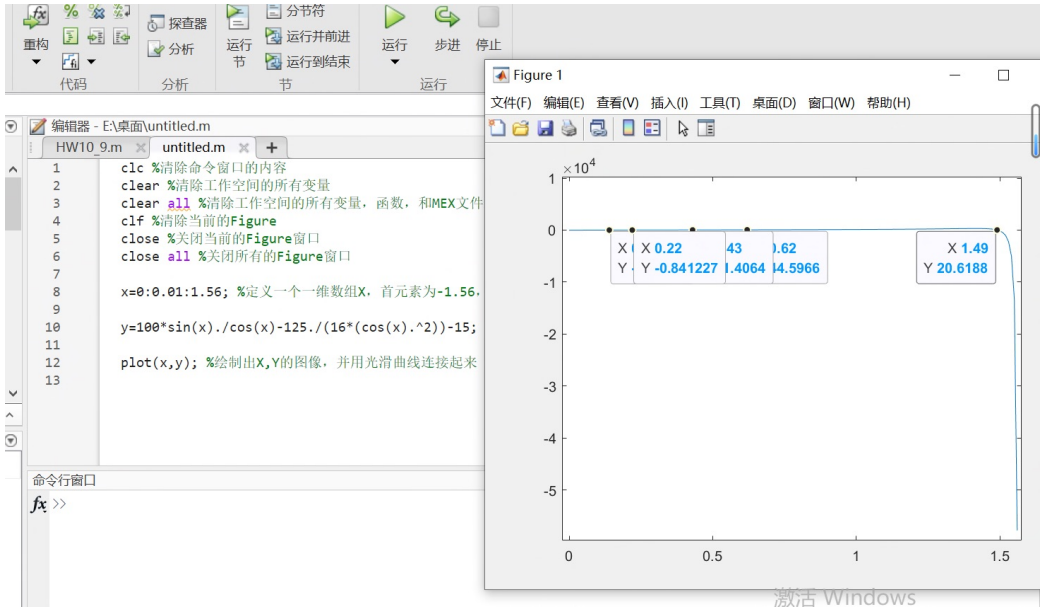 重构
代码
探查器
分析
分析
运行
节
分节符
运行并前进
运行到结束
节
运行
步进
停止
运行
编辑器 - E:\桌面\untitled.m
HW10_9.m
untitled.m
1 clc %清除命令窗口的内容
2 clear %清除工作空间的所有变量
3 clear all %清除工作空间的所有变量，函数，和MEX文件
4 clf %清除当前的Figure
5 close %关闭当前的Figure窗口
6 close all %关闭所有的Figure窗口
7
8 x=0:0.01:1.56; %定义一个一维数组X，首元素为-1.56，
9
10 y=100*sin(x)./cos(x)-125./(16*(cos(x).^2))-15;
11
12 plot(x,y); %绘制出X,Y的图像，并用光滑曲线连接起来
13
命令行窗口
fx >>
Figure 1
文件(F) 编辑(E) 查看(V) 插入(I) 工具(T) 桌面(D) 窗口(W) 帮助(H)
×10^4
1
0
-1
-2
-3
-4
-5
0 0.5 1 1.5
X 0.22
Y -0.841227
43
.4064
.62
44.5966
X 1.49
Y 20.6188
激活 Windows